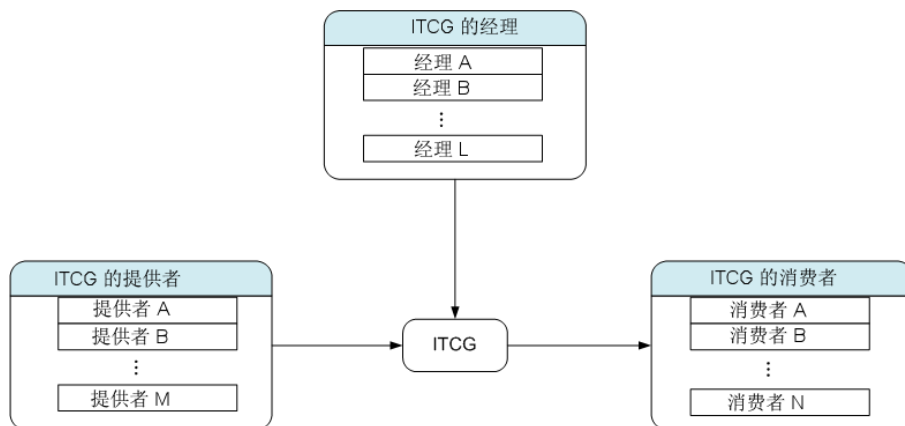 ITCG 的经理
经理 A
经理 B
⋮
经理 L
ITCG 的提供者
提供者 A
提供者 B
⋮
提供者 M
ITCG
ITCG 的消费者
消费者 A
消费者 B
⋮
消费者 N